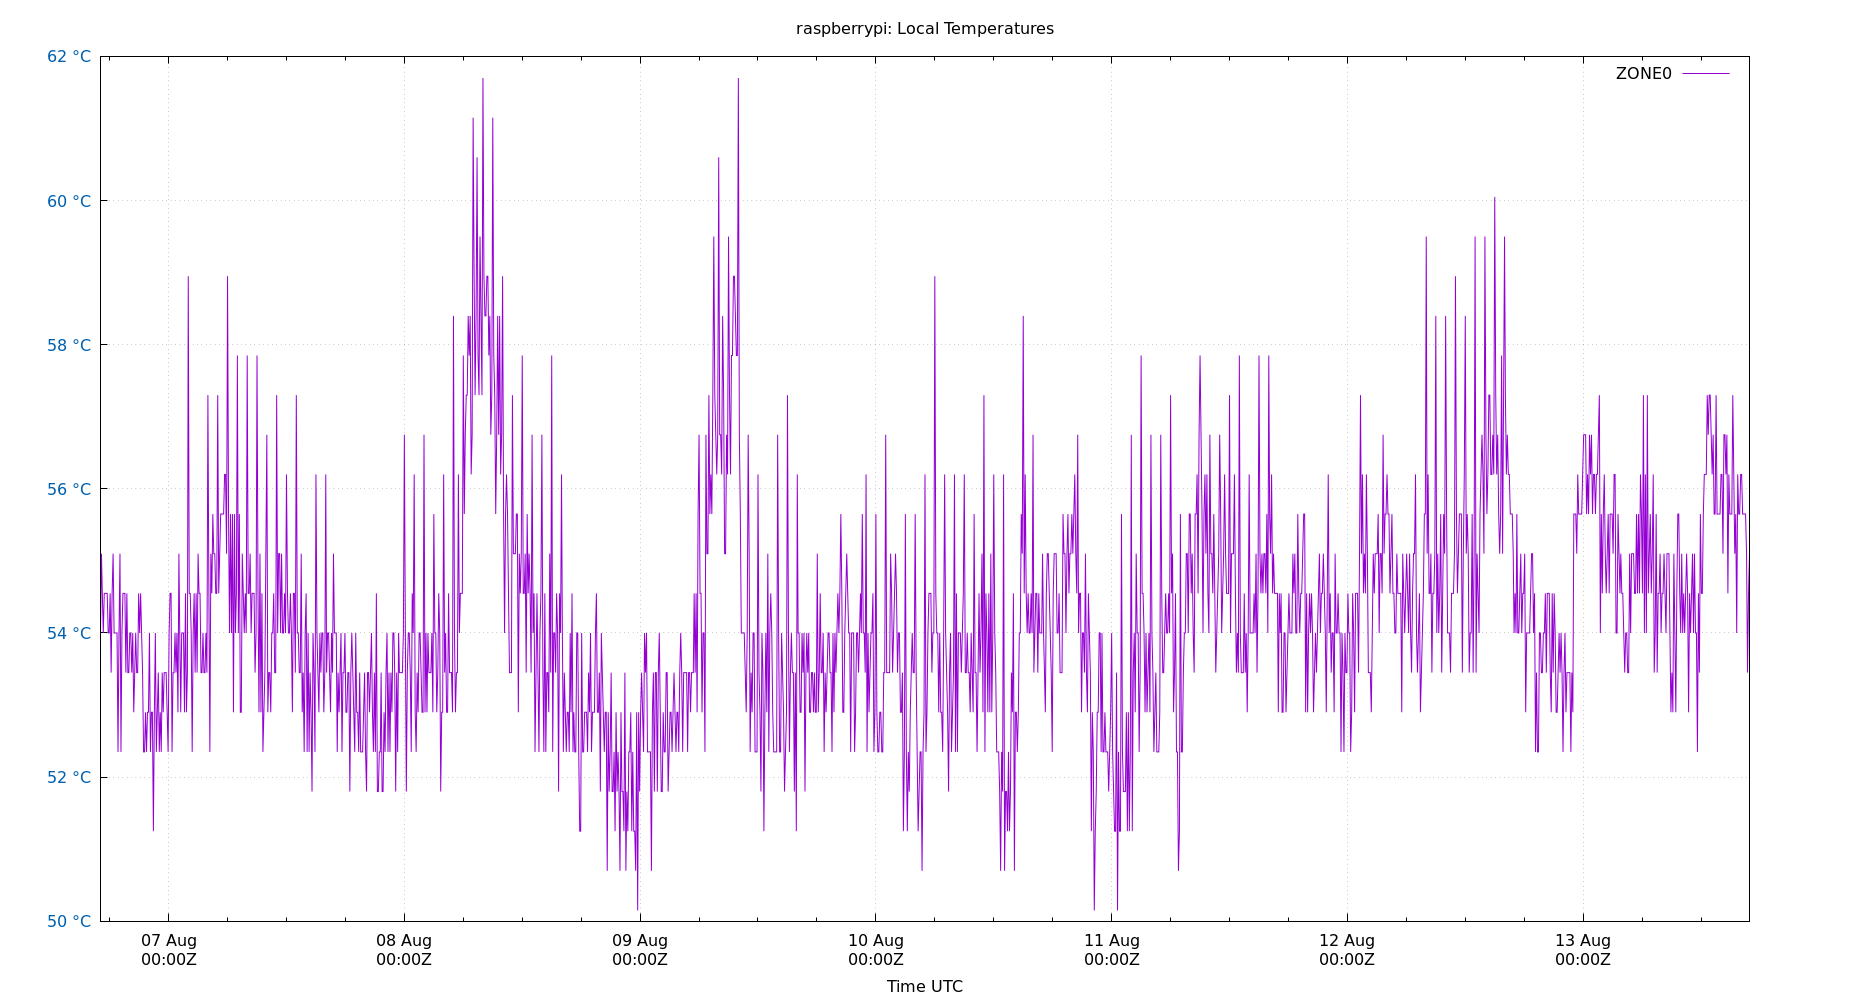 raspberrypi: Local Temperatures
ZONE0
62 °C
60 °C
58 °C
56 °C
54 °C
52 °C
50 °C
07 Aug 08 Aug 09 Aug 10 Aug 11 Aug 12 Aug 13 Aug
00:00Z 00:00Z 00:00Z 00:00Z 00:00Z 00:00Z 00:00Z
Time UTC